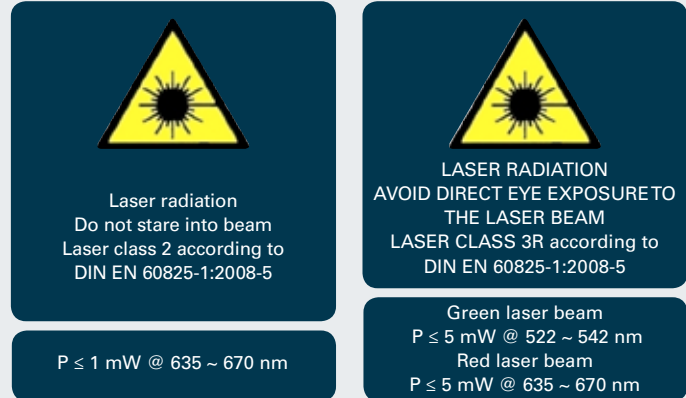 Laser radiation
Do not stare into beam
Laser class 2 according to
DIN EN 60825-1:2008-5
P ≤ 1 mW @ 635 ~ 670 nm
LASER RADIATION
AVOID DIRECT EYE EXPOSURE TO
THE LASER BEAM
LASER CLASS 3R according to
DIN EN 60825-1:2008-5
Green laser beam
P ≤ 5 mW @ 522 ~ 542 nm
Red laser beam
P ≤ 5 mW @ 635 ~ 670 nm